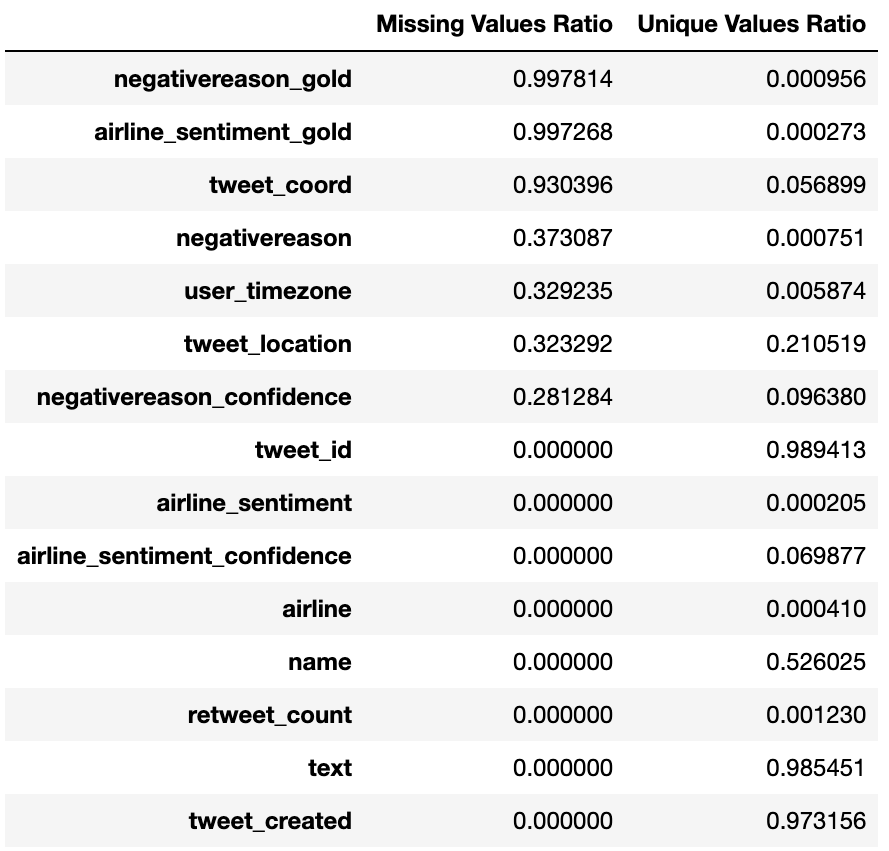 Missing Values Ratio Unique Values Ratio
negativereason_gold 0.997814 0.000956
airline_sentiment_gold 0.997268 0.000273
tweet_coord 0.930396 0.056899
negativereason 0.373087 0.000751
user_timezone 0.329235 0.005874
tweet_location 0.323292 0.210519
negativereason_confidence 0.281284 0.096380
tweet_id 0.000000 0.989413
airline_sentiment 0.000000 0.000205
airline_sentiment_confidence 0.000000 0.069877
airline 0.000000 0.000410
name 0.000000 0.526025
retweet_count 0.000000 0.001230
text 0.000000 0.985451
tweet_created 0.000000 0.973156